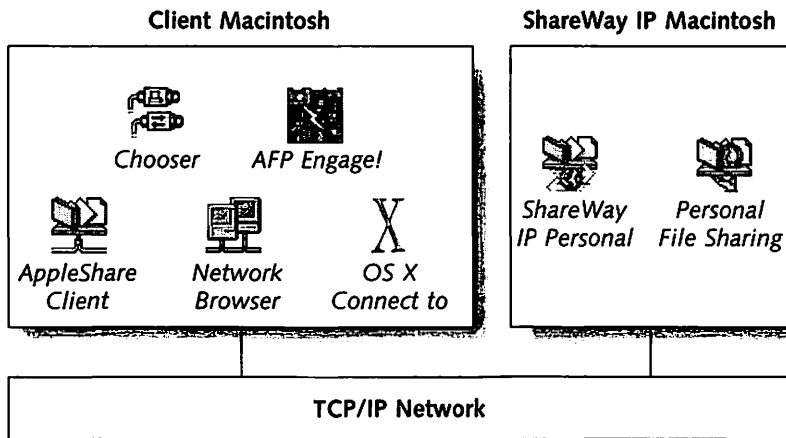 Client Macintosh
ShareWay IP Macintosh
Chooser
AFP Engage!
AppleShare
Client
Network
Browser
X
OS X
Connect to
ShareWay
IP Personal
Personal
File Sharing
TCP/IP Network